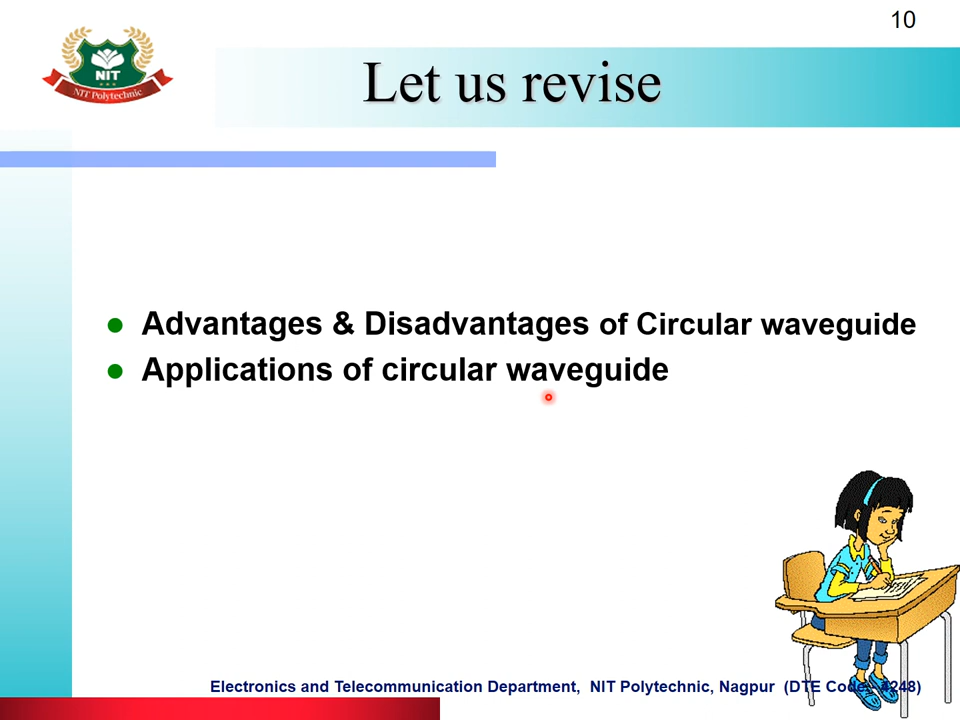 10
NIT
NIT Polytechnic
Let us revise
Advantages & Disadvantages of Circular waveguide
Applications of circular waveguide
Electronics and Telecommunication Department, NIT Polytechnic, Nagpur (DTE Code: 4248)